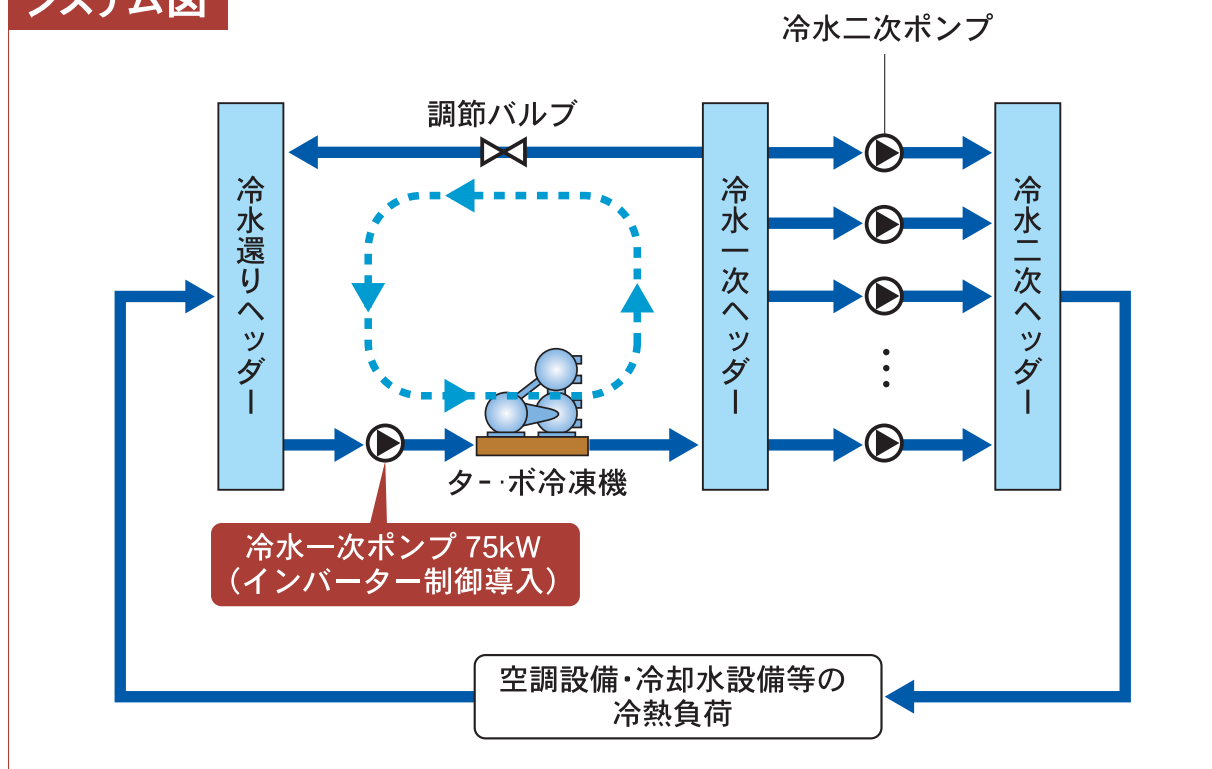 システム図
冷水二次ポンプ
調節バルブ
冷水還りヘッダー
冷水一次ヘッダー
冷水二次ヘッダー
ターボ冷凍機
冷水一次ポンプ 75kW
（インバーター制御導入）
空調設備・冷却水設備等の
冷熱負荷